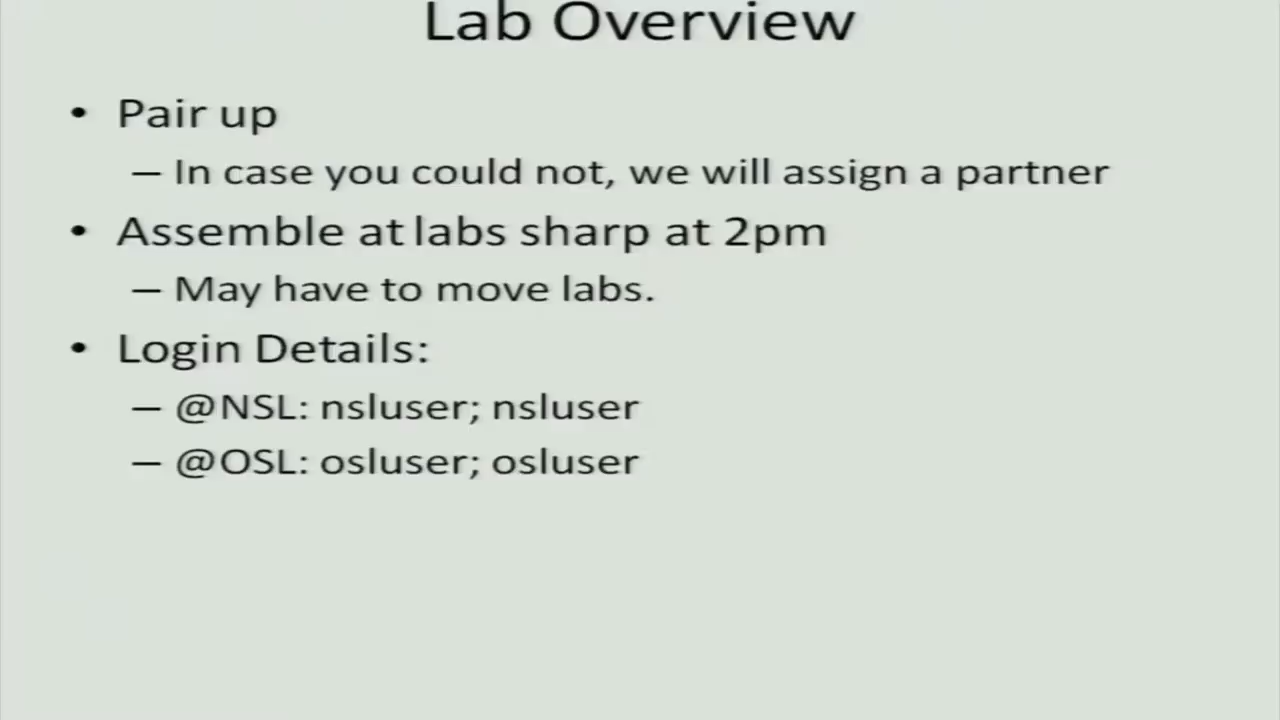 Lab Overview
• Pair up
– In case you could not, we will assign a partner
• Assemble at labs sharp at 2pm
– May have to move labs.
• Login Details:
– @NSL: nsluser; nsluser
– @OSL: osluser; osluser